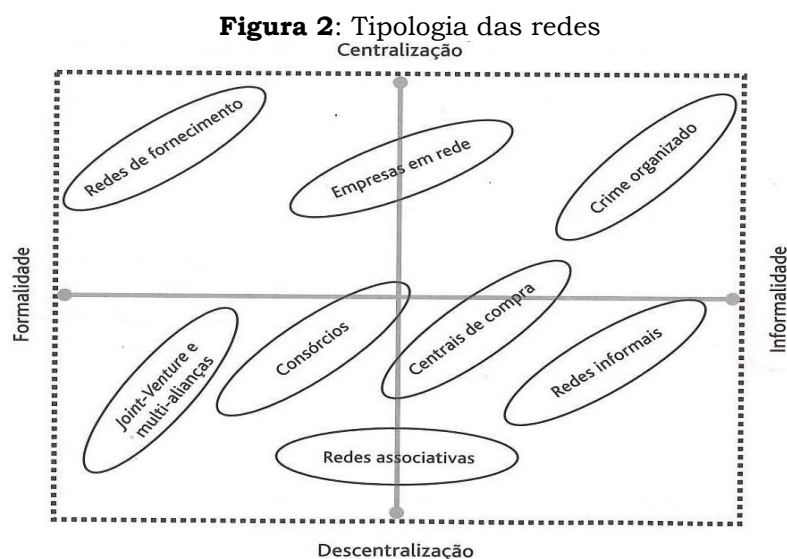 Figura 2: Tipologia das redes
Centralização
Redes de fornecimento
Empresas em rede
Crime organizado
Formalidade
Informalidade
Consórcios
Centrais de compra
Joint-Venture e
multi-alianças
Redes informais
Redes associativas
Descentralização